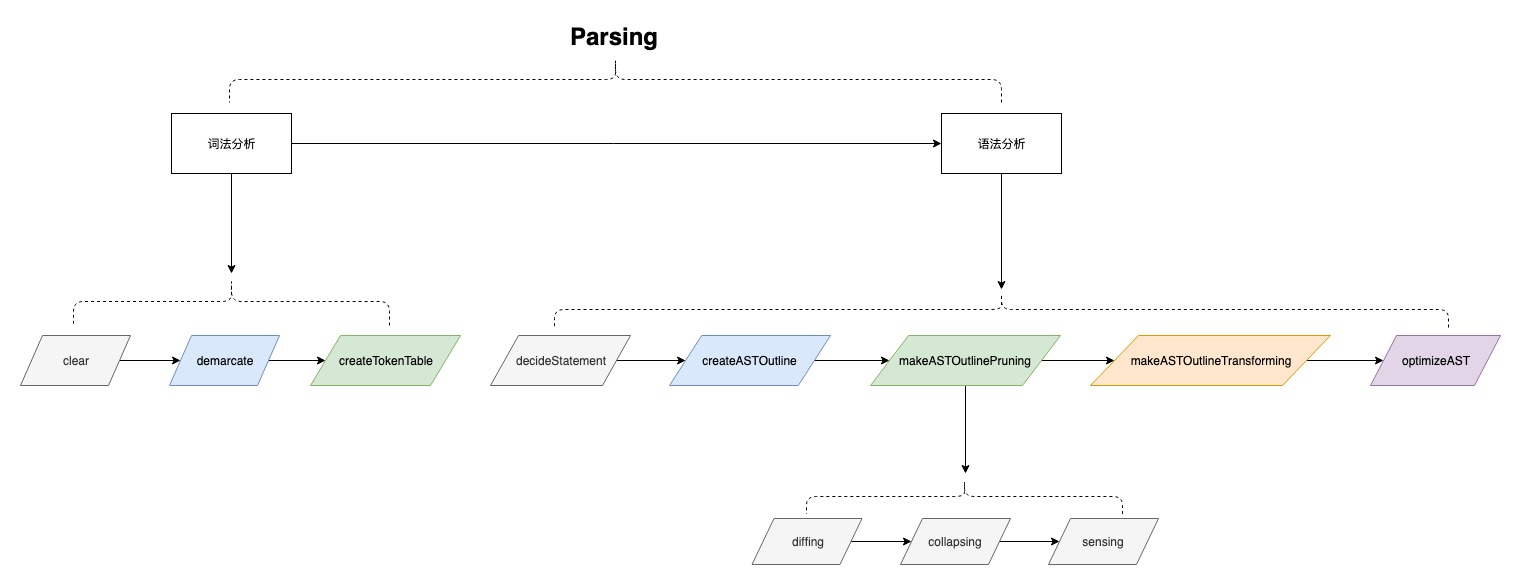 Parsing
词法分析
语法分析
clear
demarcate
createTokenTable
decideStatement
createASTOutline
makeASTOutlinePruning
makeASTOutlineTransforming
optimizeAST
diffing
collapsing
sensing